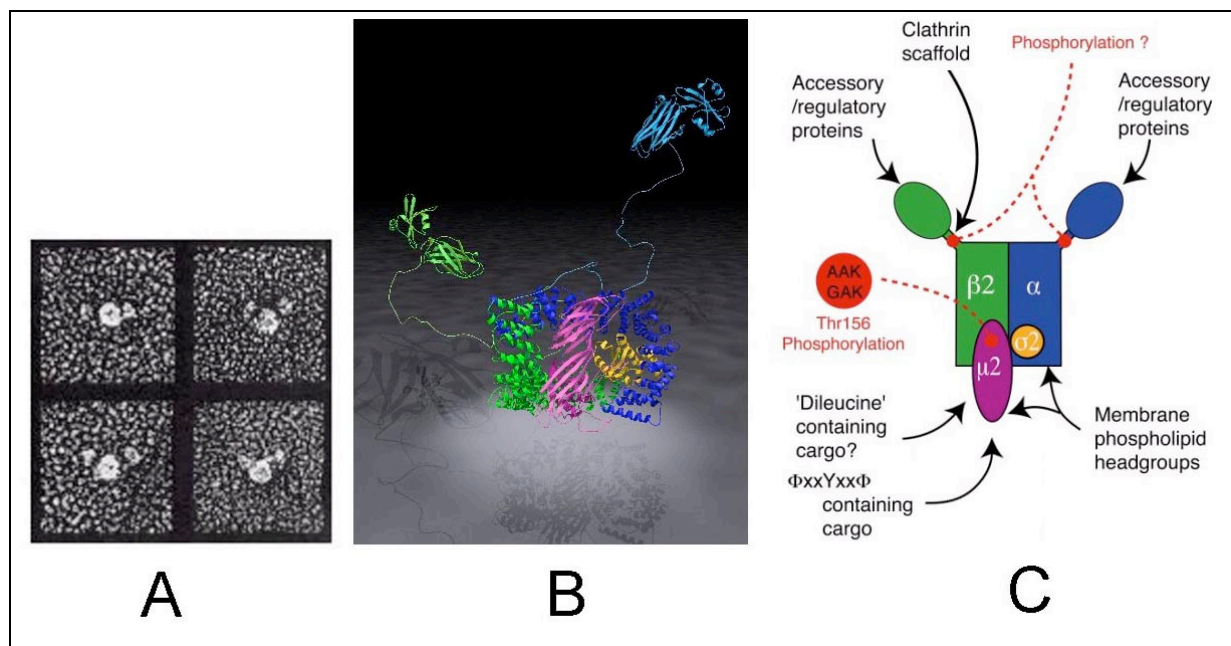 Clathrin
scaffold
Phosphorylation ?
Accessory
/regulatory
proteins
Accessory
/regulatory
proteins
AAK
GAK
Thr156
Phosphorylation
β2
α
σ2
μ2
'Dileucine'
containing
cargo?
ΦxxYxxΦ
containing
cargo
Membrane
phospholipid
headgroups
A
B
C